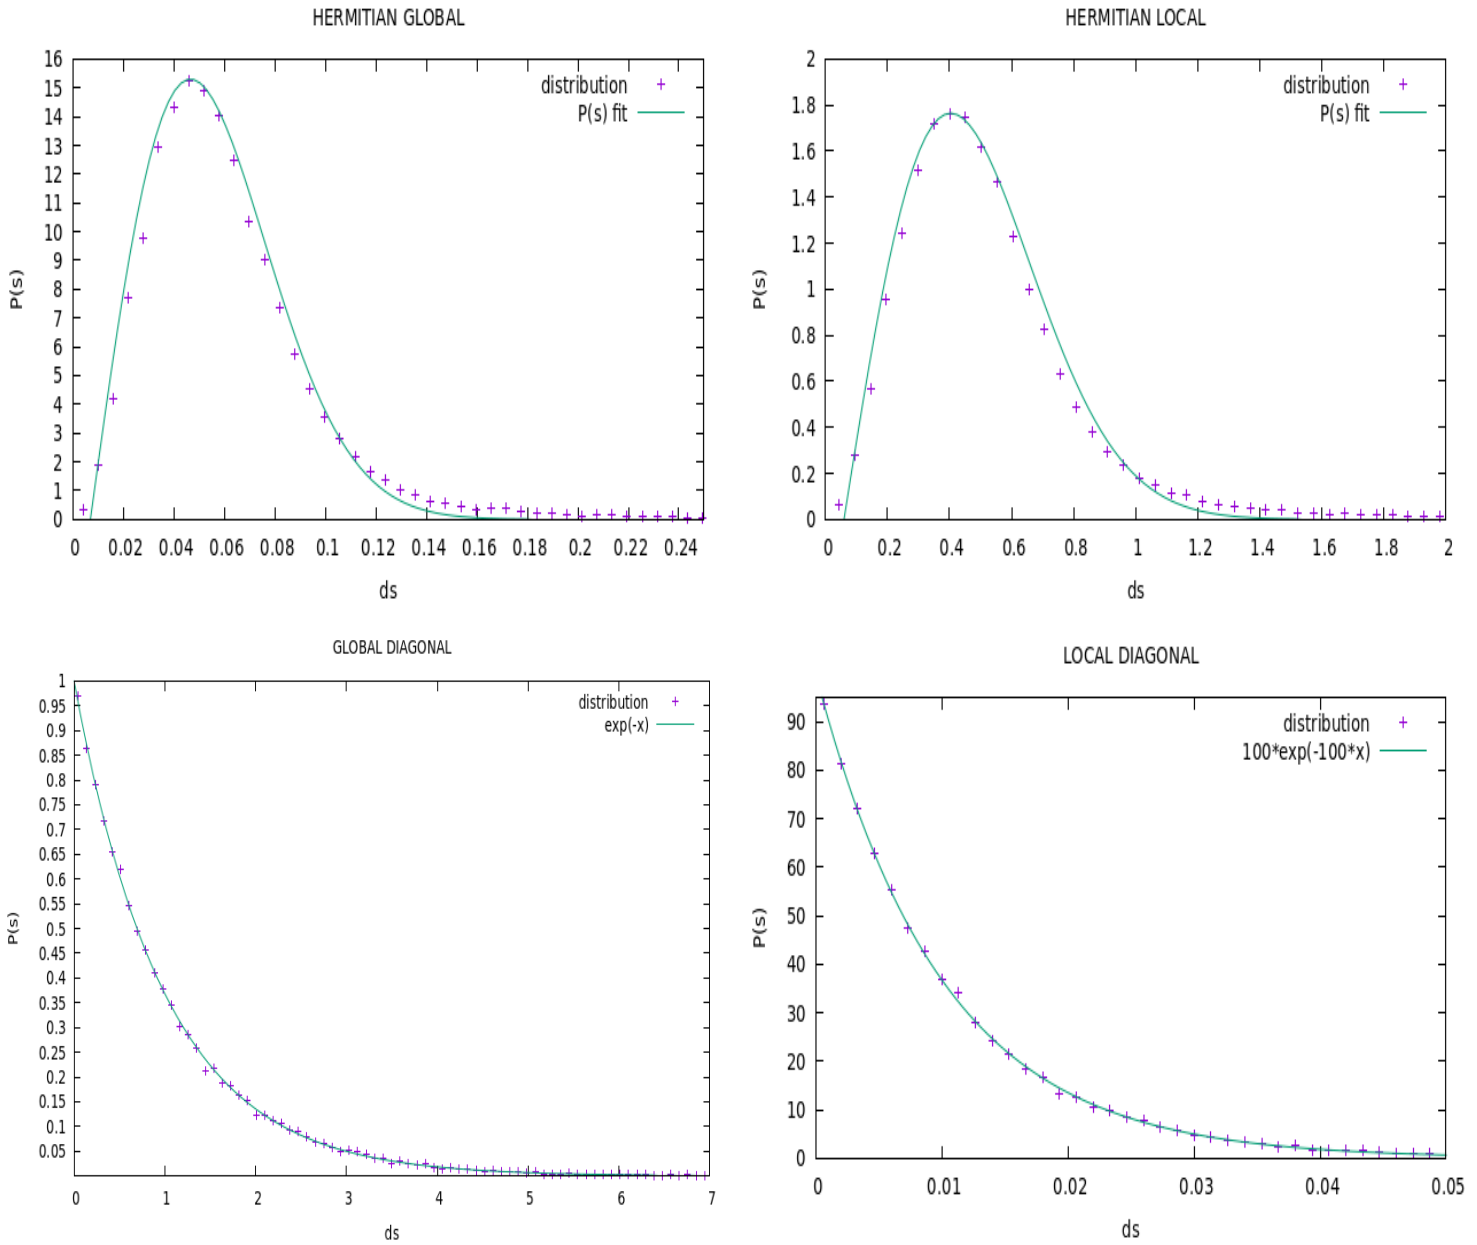 HERMITIAN GLOBAL
distribution
P(s) fit
16
15
14
13
12
11
10
9
8
7
6
5
4
3
2
1
0
P(s)
0 0.02 0.04 0.06 0.08 0.1 0.12 0.14 0.16 0.18 0.2 0.22 0.24
ds
HERMITIAN LOCAL
distribution
P(s) fit
2
1.8
1.6
1.4
1.2
1
0.8
0.6
0.4
0.2
0
P(s)
0 0.2 0.4 0.6 0.8 1 1.2 1.4 1.6 1.8 2
ds
GLOBAL DIAGONAL
distribution
exp(-x)
1
0.95
0.9
0.85
0.8
0.75
0.7
0.65
0.6
0.55
0.5
0.45
0.4
0.35
0.3
0.25
0.2
0.15
0.1
0.05
P(s)
0 1 2 3 4 5 6 7
ds
LOCAL DIAGONAL
distribution
100*exp(-100*x)
90
80
70
60
50
40
30
20
10
0
P(s)
0 0.01 0.02 0.03 0.04 0.05
ds